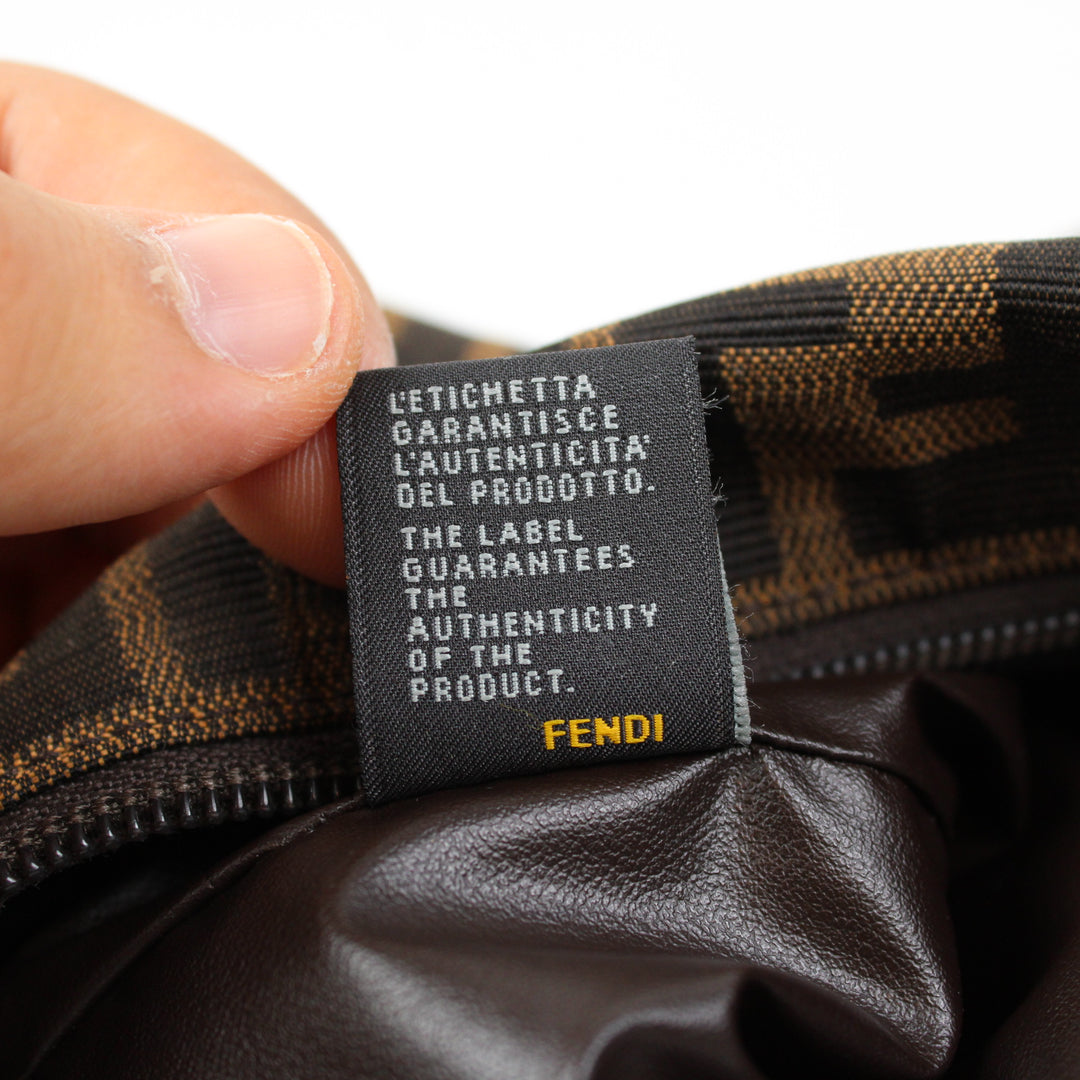 L'ETICHETTA
GARANTISCE
L'AUTENTICITA'
DEL PRODOTTO.
THE LABEL
GUARANTEES
THE
AUTHENTICITY
OF THE
PRODUCT.
FENDI